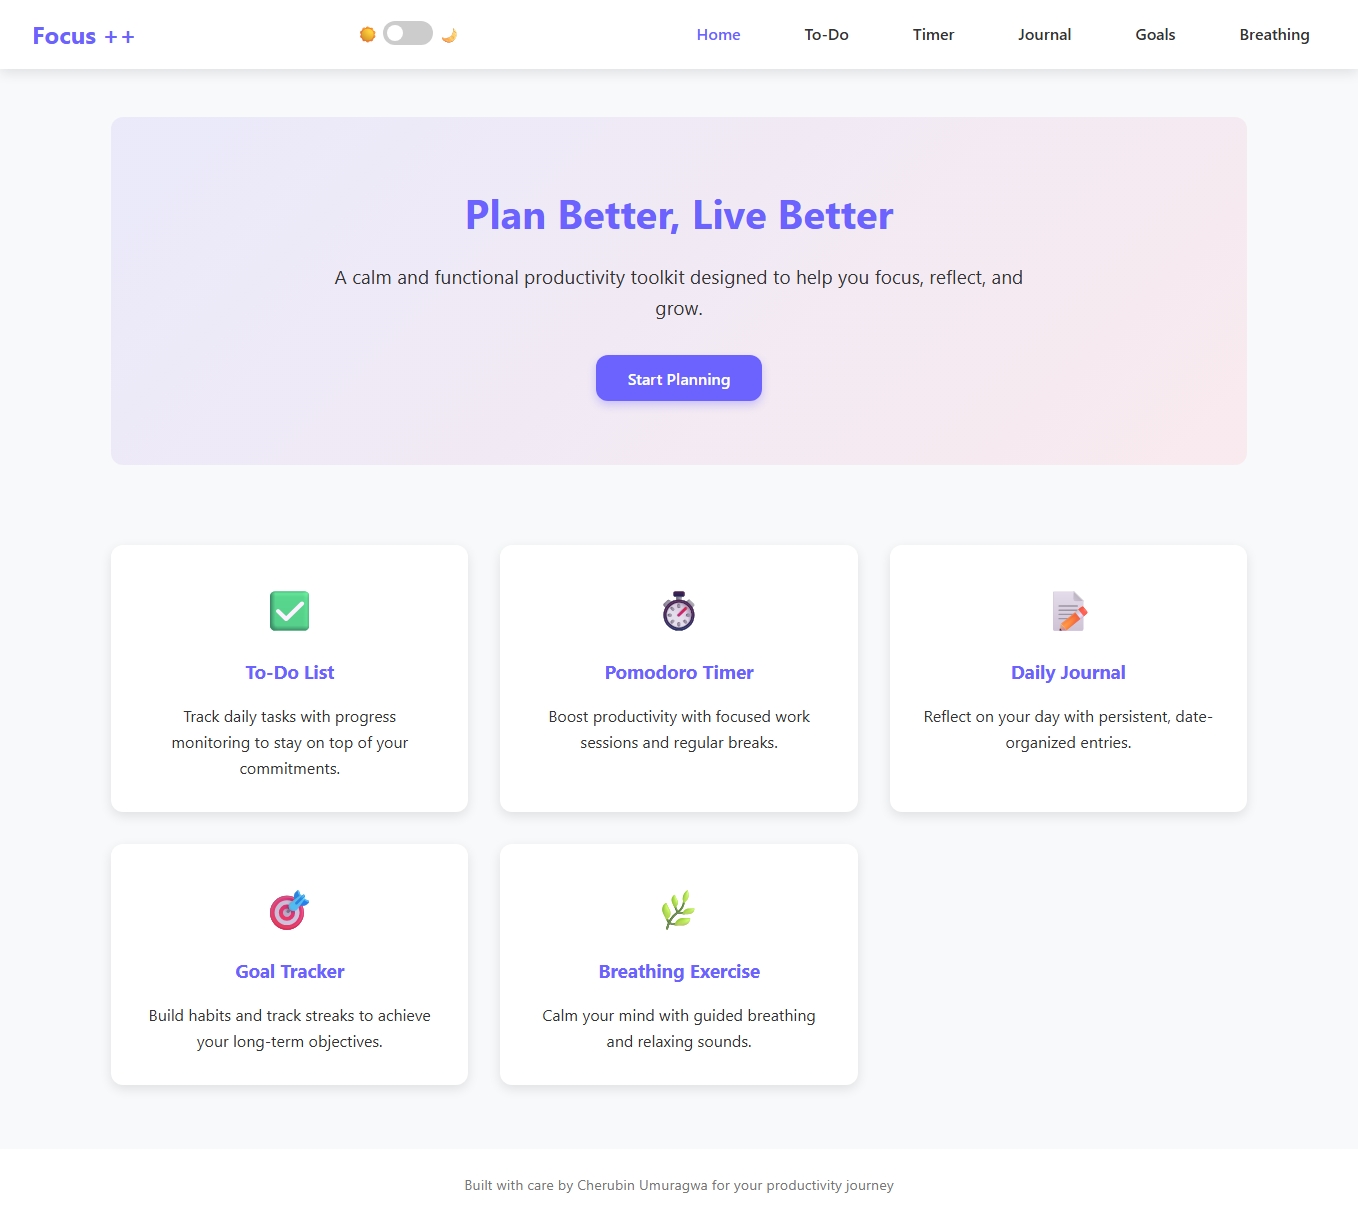 Focus ++
Home
To-Do
Timer
Journal
Goals
Breathing
Plan Better, Live Better
A calm and functional productivity toolkit designed to help you focus, reflect, and
grow.
Start Planning
To-Do List
Track daily tasks with progress
monitoring to stay on top of your
commitments.
Pomodoro Timer
Boost productivity with focused work
sessions and regular breaks.
Daily Journal
Reflect on your day with persistent, date-
organized entries.
Goal Tracker
Build habits and track streaks to achieve
your long-term objectives.
Breathing Exercise
Calm your mind with guided breathing
and relaxing sounds.
Built with care by Cherubin Umuragwa for your productivity journey